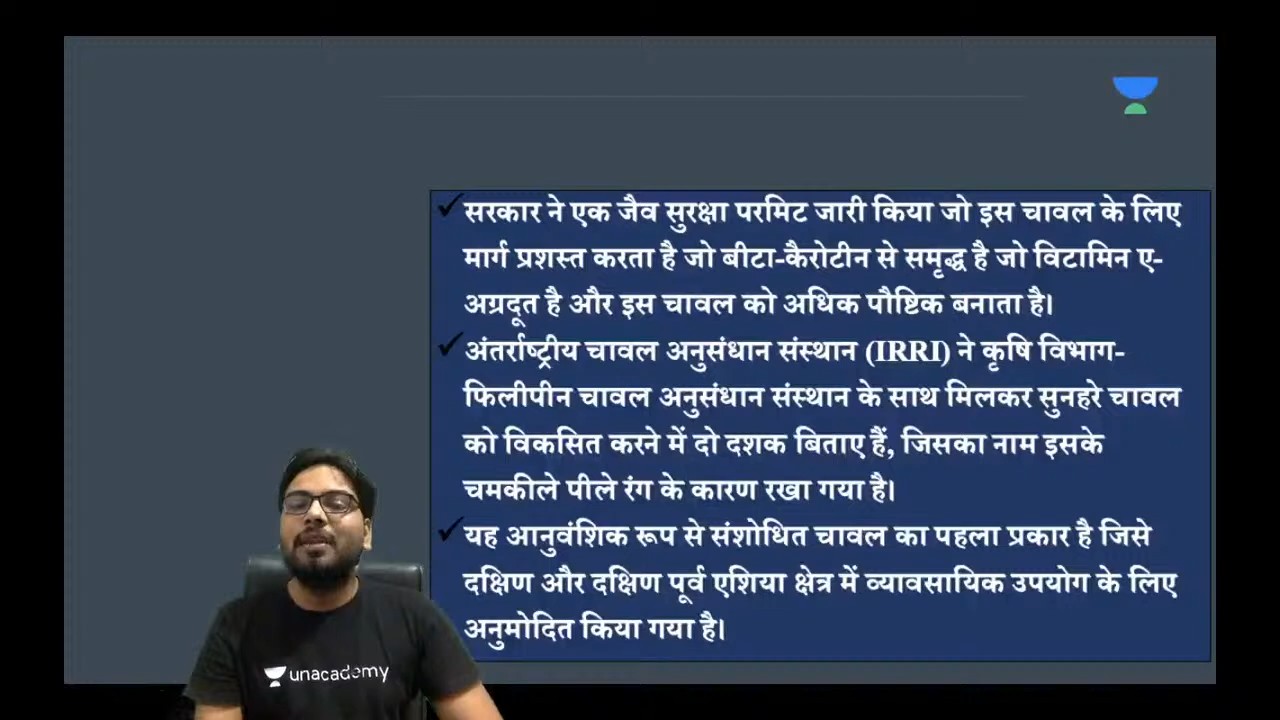 सरकार ने एक जैव सुरक्षा परमिट जारी किया जो इस चावल के लिए
मार्ग प्रशस्त करता है जो बीटा-कैरोटीन से समृद्ध है जो विटामिन ए-
अग्रदूत है और इस चावल को अधिक पौष्टिक बनाता है।
अंतर्राष्ट्रीय चावल अनुसंधान संस्थान (IRRI) ने कृषि विभाग-
फिलीपीन चावल अनुसंधान संस्थान के साथ मिलकर सुनहरे चावल
को विकसित करने में दो दशक बिताए हैं, जिसका नाम इसके
चमकीले पीले रंग के कारण रखा गया है।
यह आनुवंशिक रूप से संशोधित चावल का पहला प्रकार है जिसे
दक्षिण और दक्षिण पूर्व एशिया क्षेत्र में व्यावसायिक उपयोग के लिए
अनुमोदित किया गया है।
unacademy